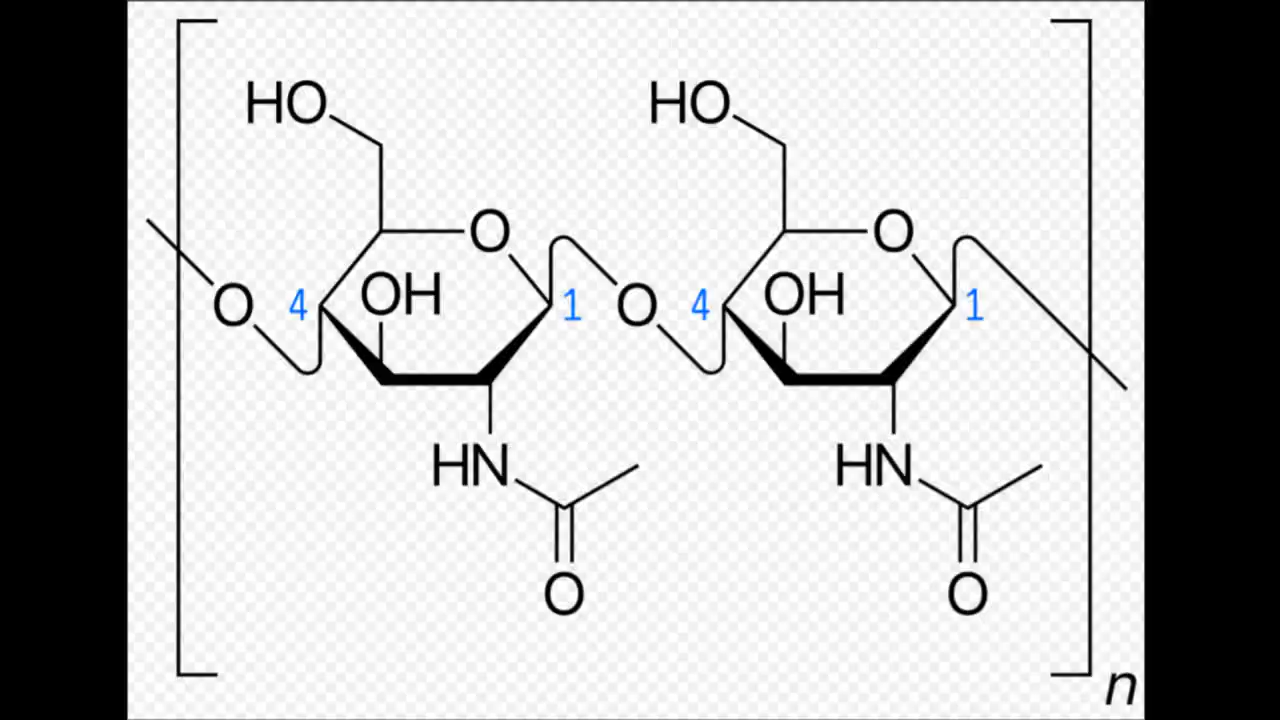 HO HO
O O
OH OH
O 4 1 O 4 1
HN HN
O O
n